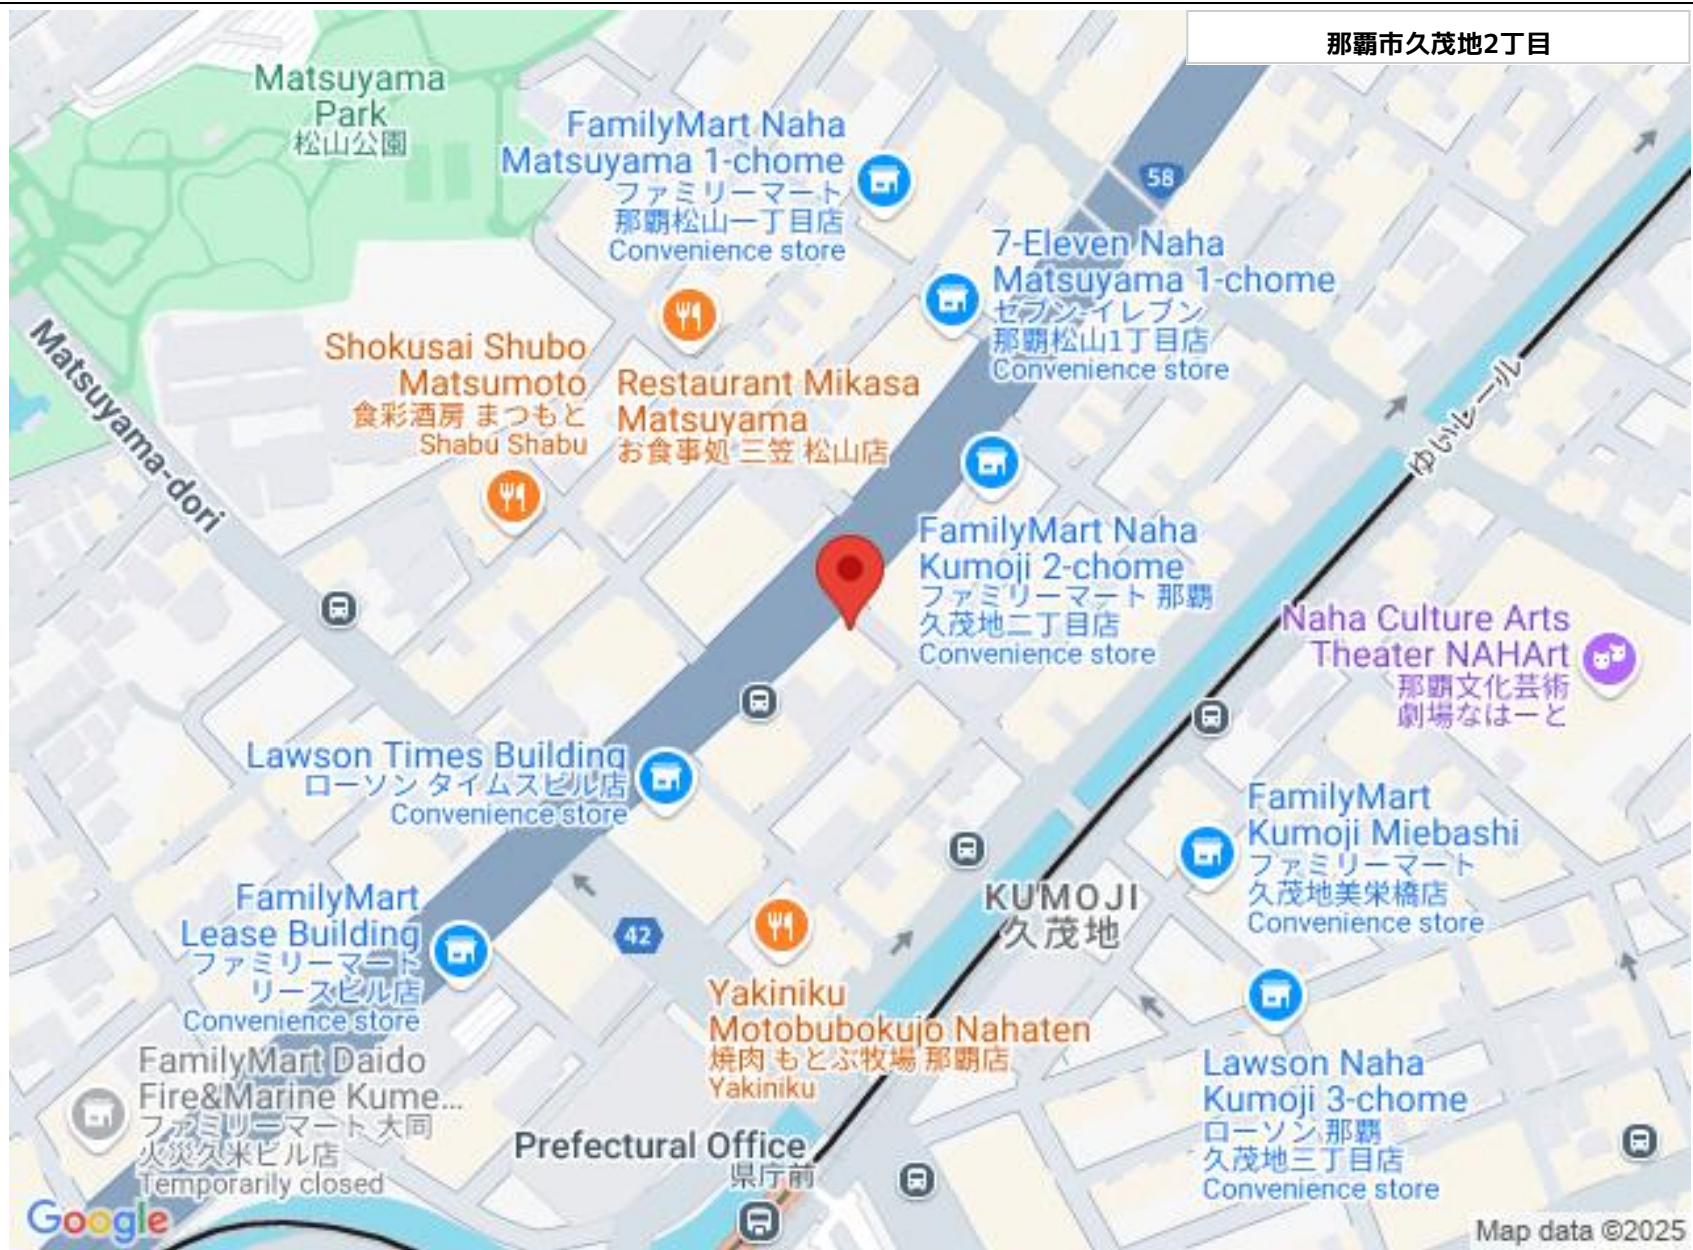 那覇市久茂地2丁目
Matsuyama
Park
松山公園
FamilyMart Naha
Matsuyama 1-chome
ファミリーマート
那覇松山一丁目店
Convenience store
58
7-Eleven Naha
Matsuyama 1-chome
セブン-イレブン
那覇松山1丁目店
Convenience store
Matsuyama-dori
Shokusai Shubo
Matsumoto
食彩酒房 まつもと
Shabu Shabu
Restaurant Mikasa
Matsuyama
お食事処 三笠 松山店
ゆいレール
FamilyMart Naha
Kumoji 2-chome
ファミリーマート 那覇
久茂地二丁目店
Convenience store
Naha Culture Arts
Theater NAHArt
那覇文化芸術
劇場なはーと
Lawson Times Building
ローソン タイムスビル店
Convenience store
FamilyMart
Kumoji Miebashi
ファミリーマート
久茂地美栄橋店
Convenience store
FamilyMart
Lease Building
ファミリーマート
リースビル店
Convenience store
42
KUMOJI
久茂地
Yakiniku
Motobubokujo Nahaten
焼肉 もとぶ牧場 那覇店
Yakiniku
FamilyMart Daido
Fire&Marine Kume...
ファミリーマート 大同
火災久米ビル店
Temporarily closed
Lawson Naha
Kumoji 3-chome
ローソン 那覇
久茂地三丁目店
Convenience store
Prefectural Office
県庁前
Google
Map data ©2025